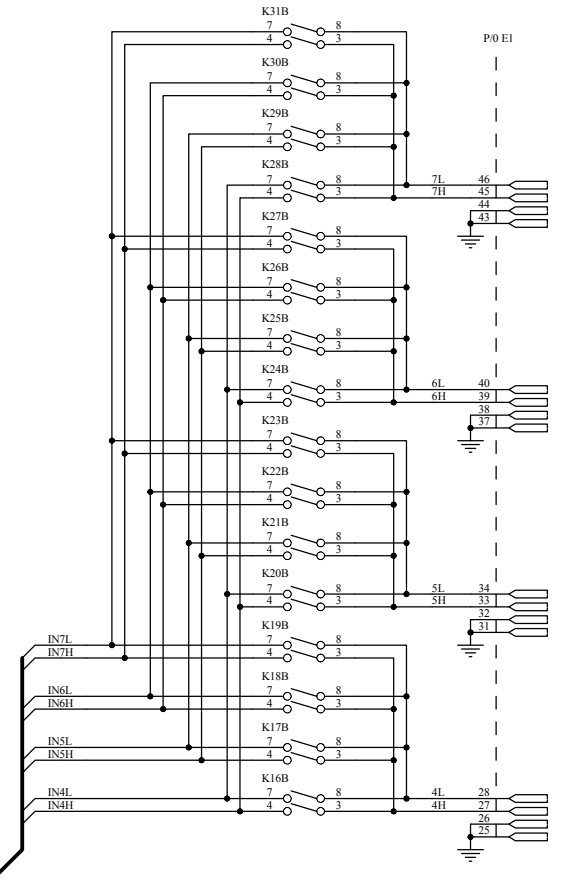 K31B
7 8
4 3
P/0 E1
K30B
7 8
4 3
K29B
7 8
4 3
K28B
7 8 7L 46
4 3 7H 45
44
43
K27B
7 8
4 3
K26B
7 8
4 3
K25B
7 8
4 3
K24B
7 8 6L 40
4 3 6H 39
38
37
K23B
7 8
4 3
K22B
7 8
4 3
K21B
7 8
4 3
K20B
7 8 5L 34
4 3 5H 33
32
31
K19B
IN7L 7 8
IN7H 4 3
K18B
IN6L 7 8
IN6H 4 3
K17B
IN5L 7 8
IN5H 4 3
K16B
IN4L 7 8 4L 28
IN4H 4 3 4H 27
26
25